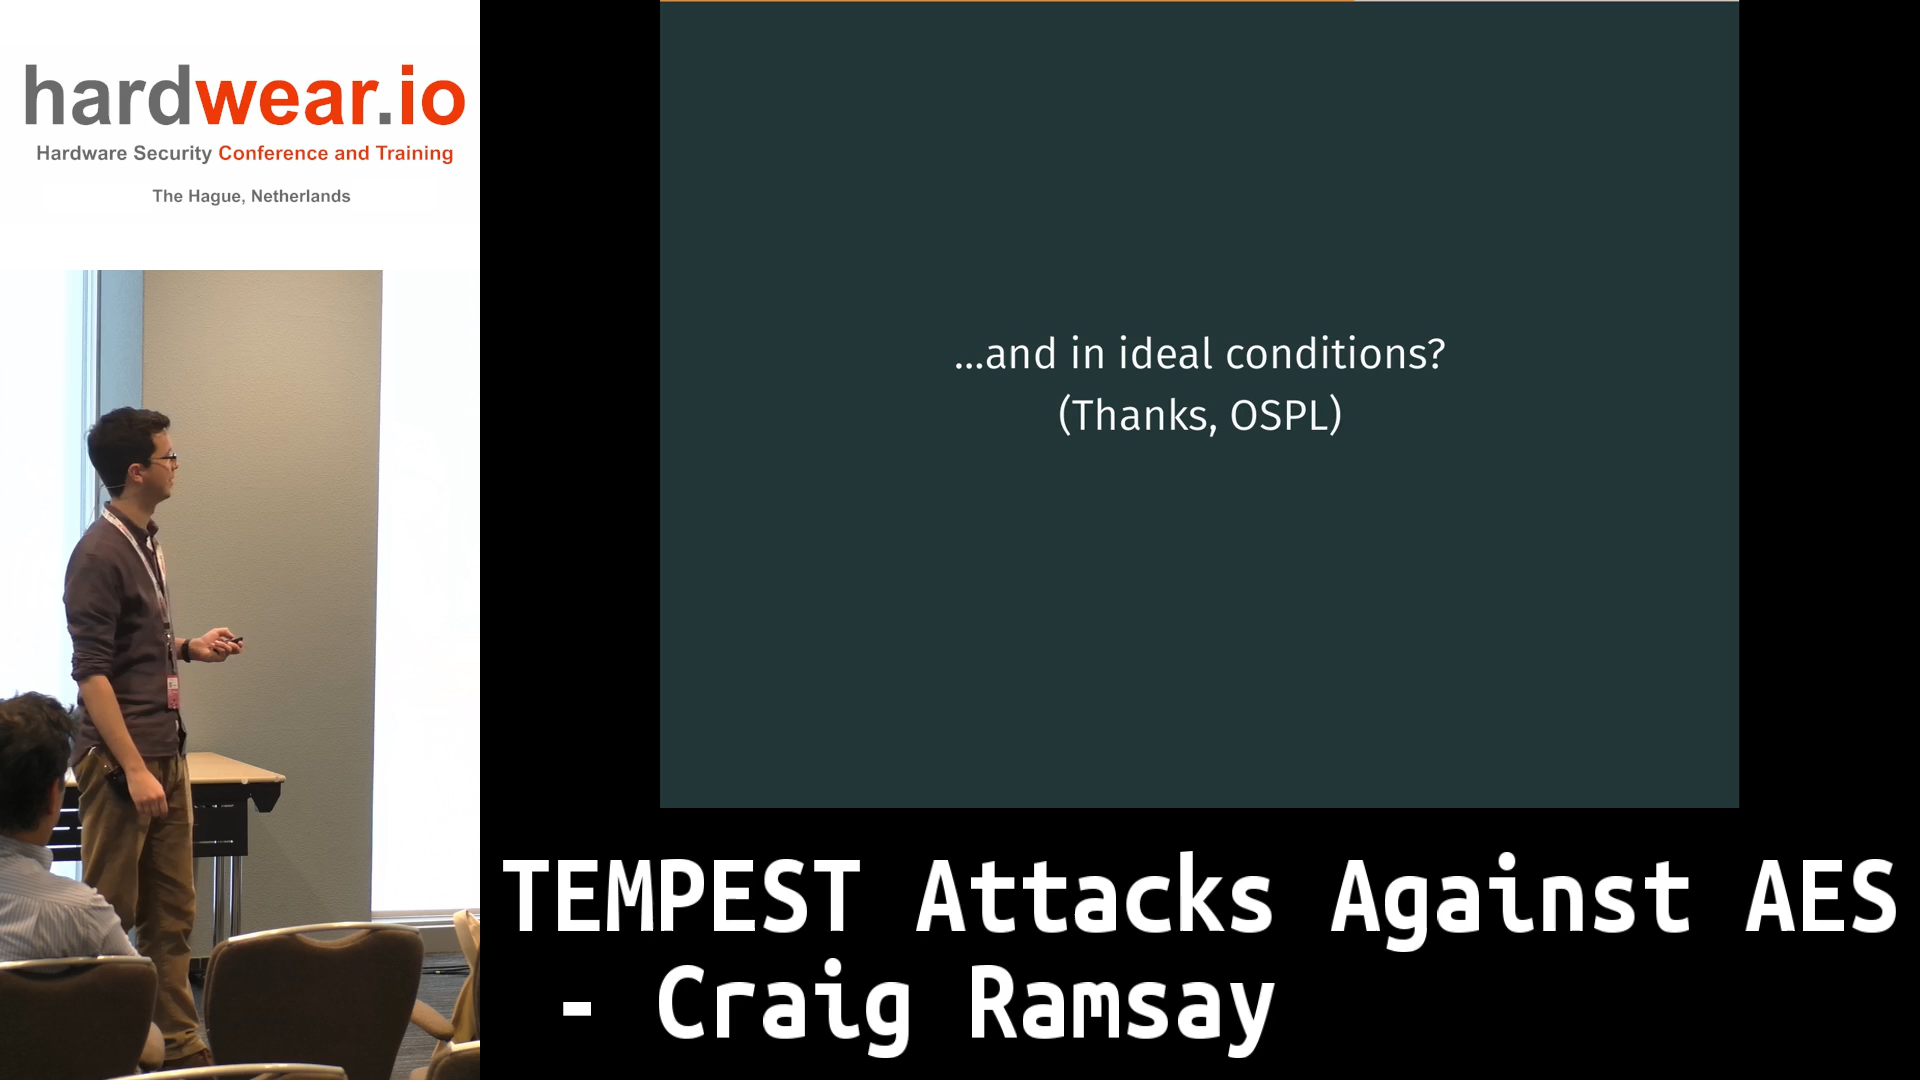 hardwear.io
Hardware Security Conference and Training
The Hague, Netherlands
...and in ideal conditions?
(Thanks, OSPL)
TEMPEST Attacks Against AES
- Craig Ramsay